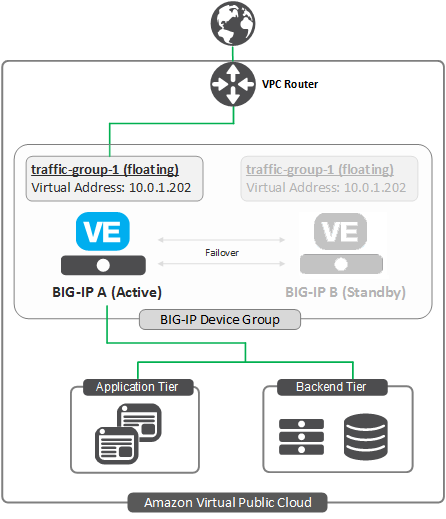 VPC Router
traffic-group-1 (floating)
Virtual Address: 10.0.1.202
traffic-group-1 (floating)
Virtual Address: 10.0.1.202
VE
VE
Failover
BIG-IP A (Active)
BIG-IP B (Standby)
BIG-IP Device Group
Application Tier
Backend Tier
Amazon Virtual Public Cloud